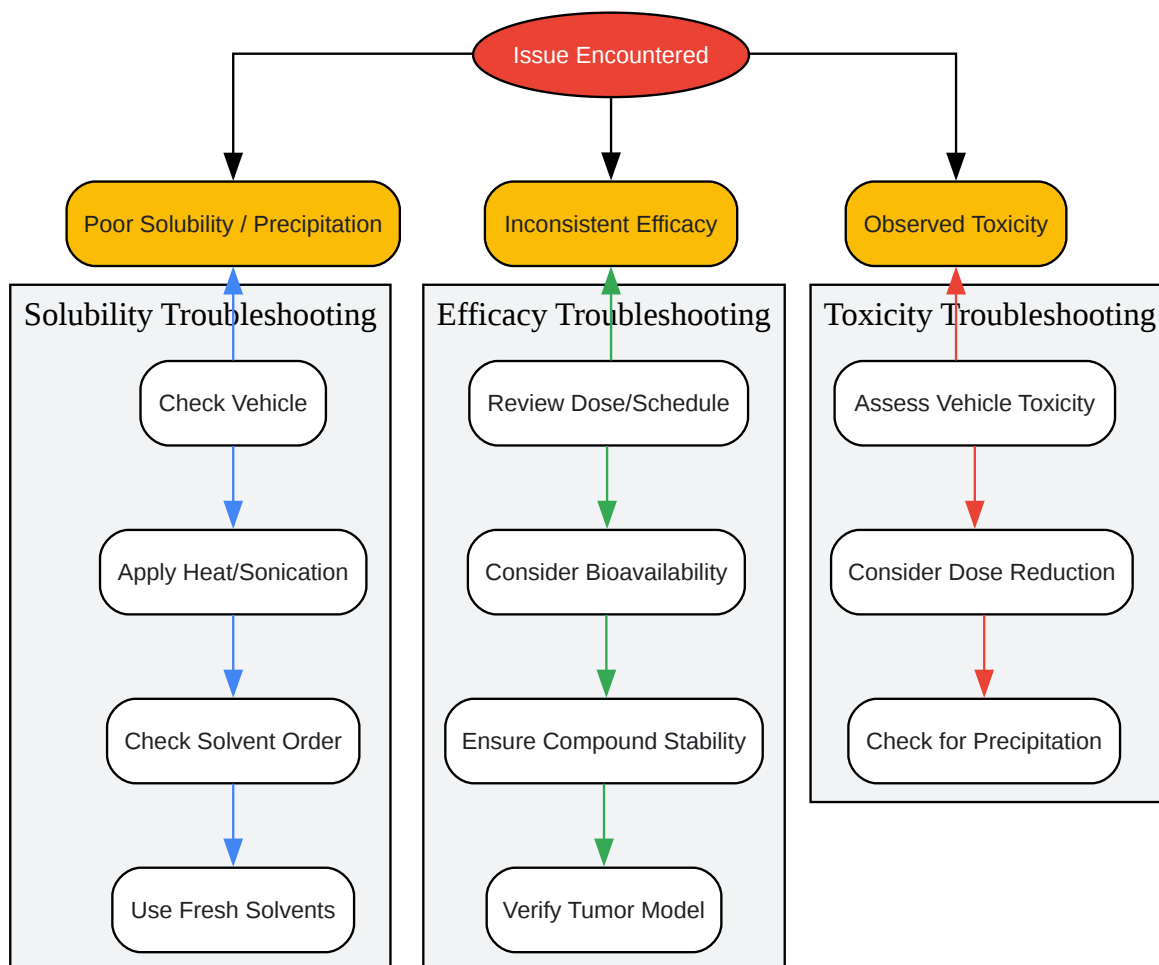 Issue Encountered
Poor Solubility / Precipitation
Inconsistent Efficacy
Observed Toxicity
Solubility Troubleshooting
Check Vehicle
Apply Heat/Sonication
Check Solvent Order
Use Fresh Solvents
Efficacy Troubleshooting
Review Dose/Schedule
Consider Bioavailability
Ensure Compound Stability
Verify Tumor Model
Toxicity Troubleshooting
Assess Vehicle Toxicity
Consider Dose Reduction
Check for Precipitation